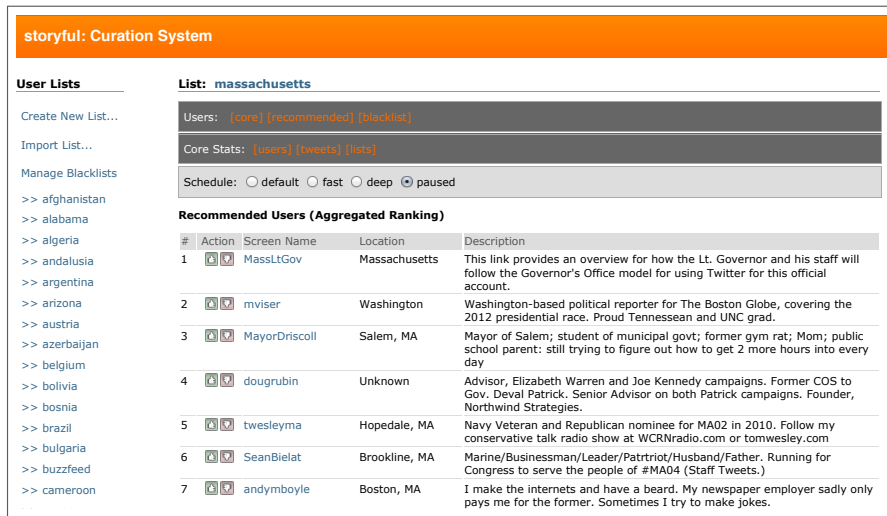 storyful: Curation System
User Lists
Create New List...
Import List...
Manage Blacklists
>> afghanistan
>> alabama
>> algeria
>> andalusia
>> argentina
>> arizona
>> austria
>> azerbaijan
>> belgium
>> bolivia
>> bosnia
>> brazil
>> bulgaria
>> buzzfeed
>> cameroon
List: massachusetts
Users: [core] [recommended] [blacklist]
Core Stats: [users] [tweets] [lists]
Schedule: default fast deep paused
Recommended Users (Aggregated Ranking)
# Action Screen Name Location Description
1 MassLtGov Massachusetts This link provides an overview for how the Lt. Governor and his staff will
follow the Governor's Office model for using Twitter for this official
account.
2 mviser Washington Washington-based political reporter for The Boston Globe, covering the
2012 presidential race. Proud Tennessean and UNC grad.
3 MayorDriscoll Salem, MA Mayor of Salem; student of municipal govt; former gym rat; Mom; public
school parent: still trying to figure out how to get 2 more hours into every
day
4 dougrubin Unknown Advisor, Elizabeth Warren and Joe Kennedy campaigns. Former COS to
Gov. Deval Patrick. Senior Advisor on both Patrick campaigns. Founder,
Northwind Strategies.
5 twesleyma Hopedale, MA Navy Veteran and Republican nominee for MA02 in 2010. Follow my
conservative talk radio show at WCRNradio.com or tomwesley.com
6 SeanBielat Brookline, MA Marine/Businessman/Leader/Patrtriot/Husband/Father. Running for
Congress to serve the people of #MA04 (Staff Tweets.)
7 andymboyle Boston, MA I make the internets and have a beard. My newspaper employer sadly only
pays me for the former. Sometimes I try to make jokes.